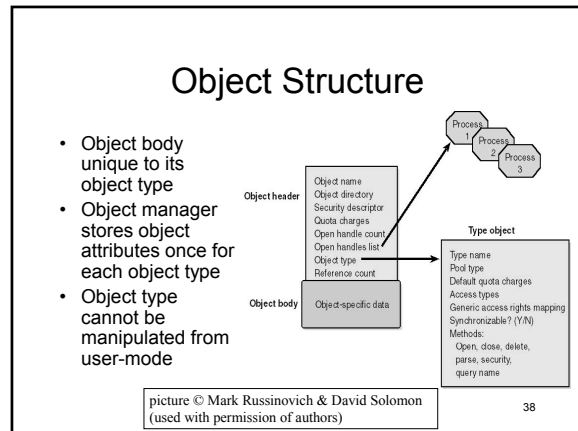 Object Structure
• Object body
unique to its
object type
• Object manager
stores object
attributes once for
each object type
• Object type
cannot be
manipulated from
user-mode
Process
1
Process
2
Process
3
Object header
Object name
Object directory
Security descriptor
Quota charges
Open handle count
Open handles list
Object type
Reference count
Object body
Object-specific data
Type object
Type name
Pool type
Default quota charges
Access types
Generic access rights mapping
Synchronizable? (Y/N)
Methods:
Open, close, delete,
parse, security,
query name
picture © Mark Russinovich & David Solomon
(used with permission of authors)
38